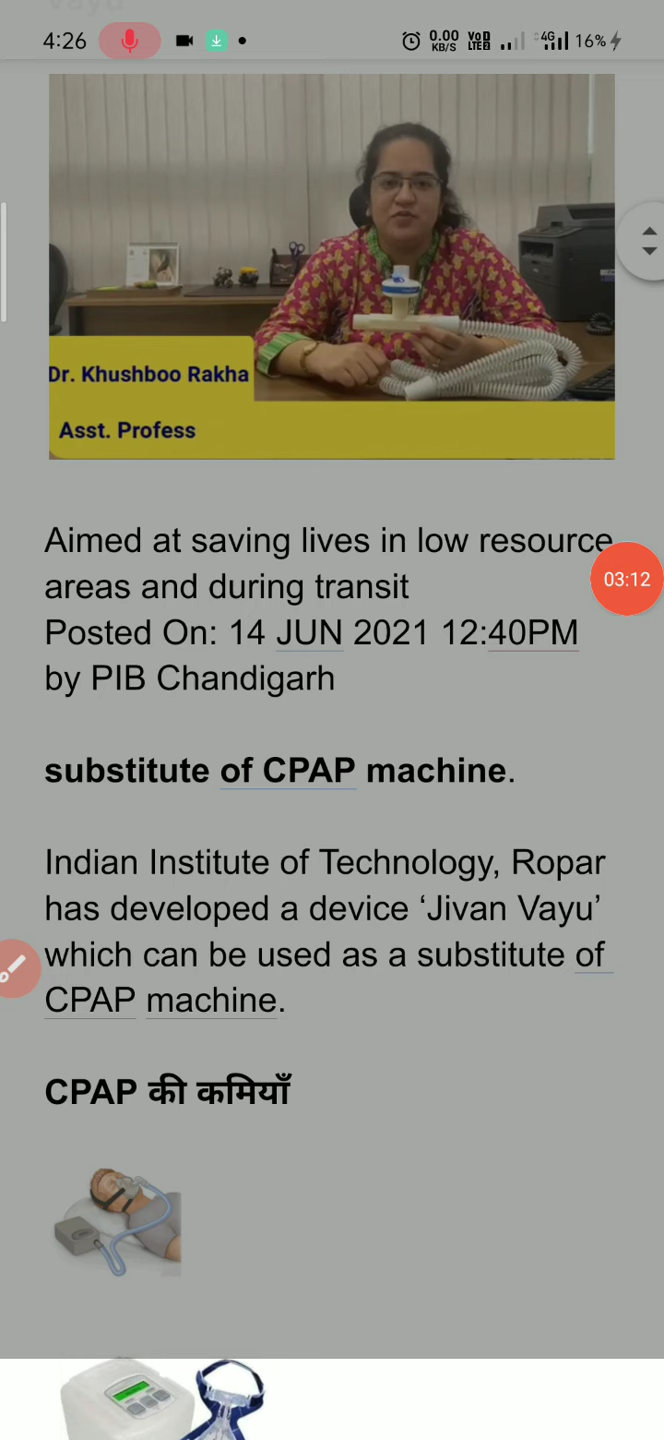 4:26
0.00 KB/S
VoD LTE2
4G
16%
Dr. Khushboo Rakha
Asst. Profess
Aimed at saving lives in low resource
areas and during transit
03:12
Posted On: 14 JUN 2021 12:40PM
by PIB Chandigarh
substitute of CPAP machine.
Indian Institute of Technology, Ropar
has developed a device ‘Jivan Vayu’
which can be used as a substitute of
CPAP machine.
CPAP की कमियाँ